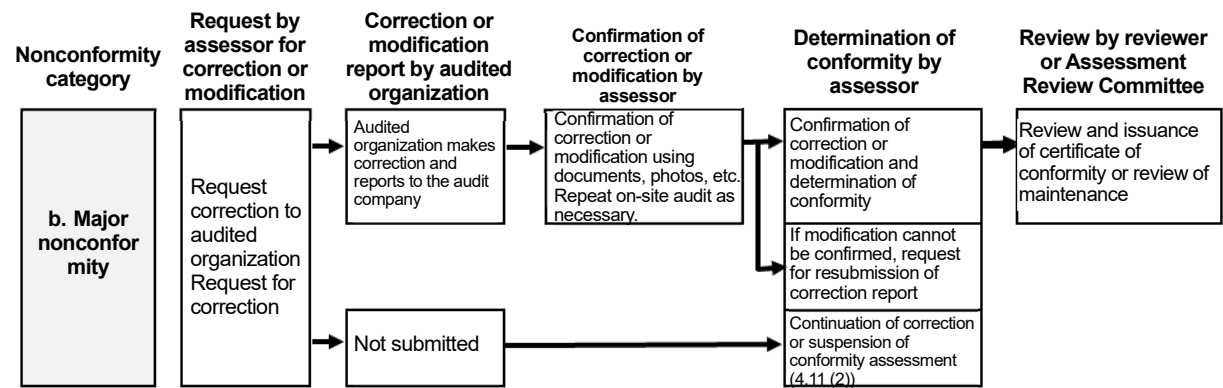 Nonconformity
category
Request by
assessor for
correction or
modification
Correction or
modification
report by audited
organization
Confirmation of
correction or
modification by
assessor
Determination of
conformity by
assessor
Review by reviewer
or Assessment
Review Committee
b. Major
nonconfor
mity
Request
correction to
audited
organization
Request for
correction
Audited
organization makes
correction and
reports to the audit
company
Confirmation of
correction or
modification using
documents, photos, etc.
Repeat on-site audit as
necessary.
Confirmation of
correction or
modification and
determination of
conformity
Review and issuance
of certificate of
conformity or review of
maintenance
If modification cannot
be confirmed, request
for resubmission of
correction report
Not submitted
Continuation of correction
or suspension of
conformity assessment
(4.11 (2))